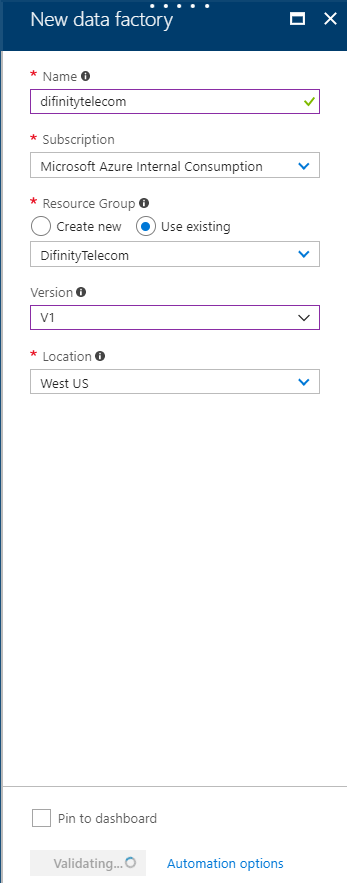 New data factory
* Name
difinitytelecom
* Subscription
Microsoft Azure Internal Consumption
* Resource Group
Create new Use existing
DifinityTelecom
Version
V1
* Location
West US
Pin to dashboard
Validating... Automation options